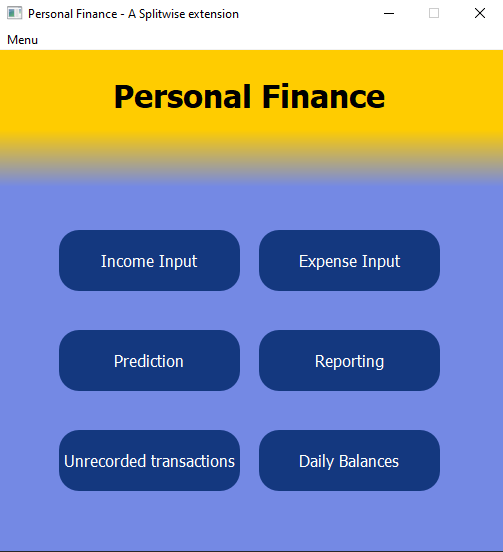 Personal Finance - A Splitwise extension
Menu
Personal Finance
Income Input
Expense Input
Prediction
Reporting
Unrecorded transactions
Daily Balances